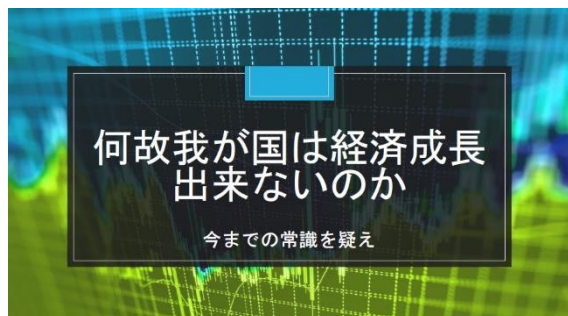 何故我が国は経済成長
出来ないのか
今までの常識を疑え